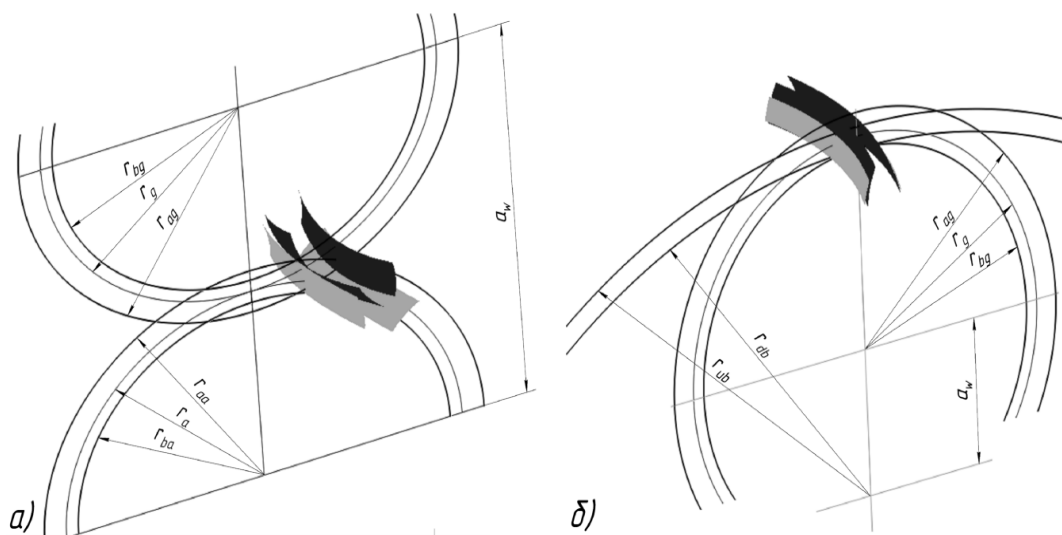 r_bg
r_g
r_ag
a_w
r_aa
r_a
r_ba
а)
r_ag
r_g
r_bg
r_db
r_ub
a_w
б)